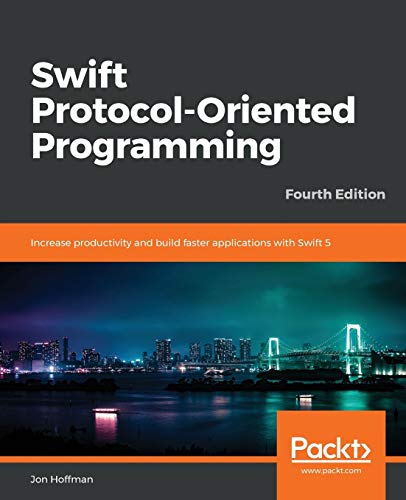 Swift
Protocol-Oriented
Programming
Fourth Edition
Increase productivity and build faster applications with Swift 5
Packt>
www.packt.com
Jon Hoffman